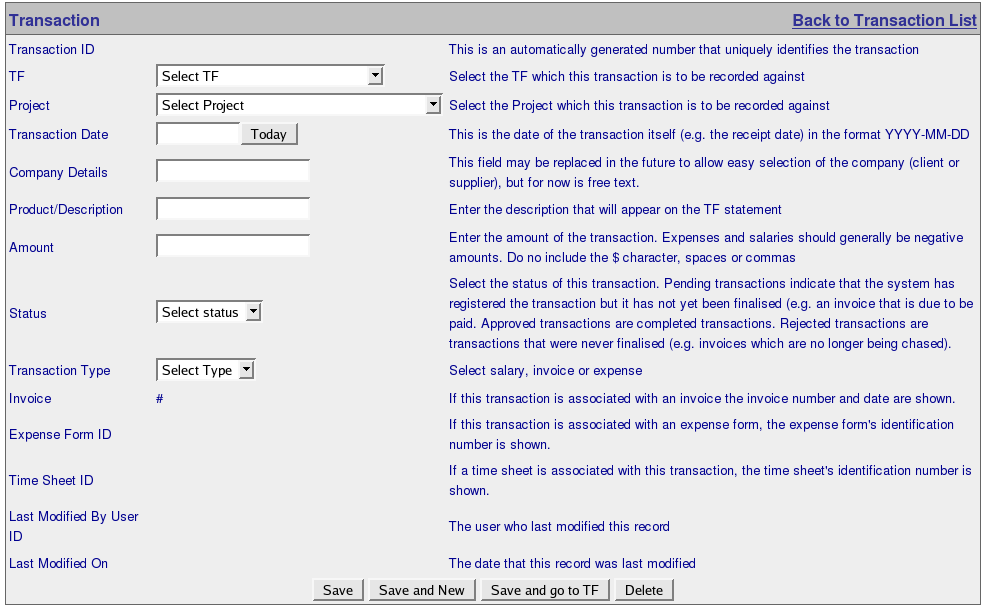 Transaction Back to Transaction List
Transaction ID This is an automatically generated number that uniquely identifies the transaction
TF Select TF Select the TF which this transaction is to be recorded against
Project Select Project Select the Project which this transaction is to be recorded against
Transaction Date Today This is the date of the transaction itself (e.g. the receipt date) in the format YYYY-MM-DD
Company Details This field may be replaced in the future to allow easy selection of the company (client or
supplier), but for now is free text.
Product/Description Enter the description that will appear on the TF statement
Amount Enter the amount of the transaction. Expenses and salaries should generally be negative
amounts. Do no include the $ character, spaces or commas
Status Select status Select the status of this transaction. Pending transactions indicate that the system has
registered the transaction but it has not yet been finalised (e.g. an invoice that is due to be
paid. Approved transactions are completed transactions. Rejected transactions are
transactions that were never finalised (e.g. invoices which are no longer being chased).
Transaction Type Select Type Select salary, invoice or expense
Invoice # If this transaction is associated with an invoice the invoice number and date are shown.
Expense Form ID If this transaction is associated with an expense form, the expense form's identification
number is shown.
Time Sheet ID If a time sheet is associated with this transaction, the time sheet's identification number is
shown.
Last Modified By User
ID The user who last modified this record
Last Modified On The date that this record was last modified
Save Save and New Save and go to TF Delete